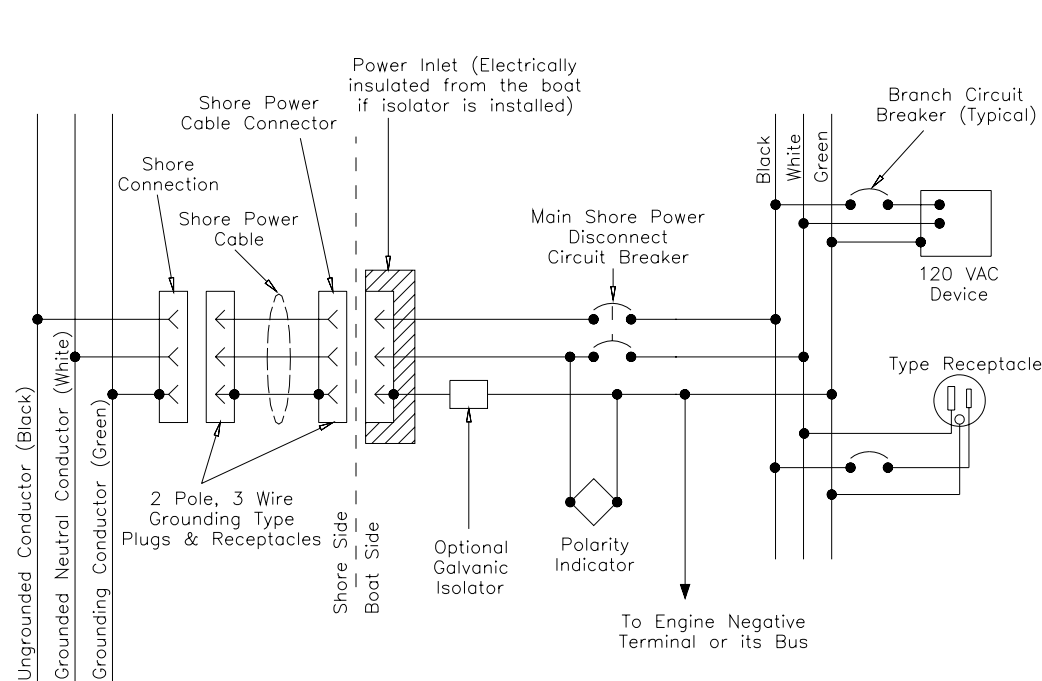 Power Inlet (Electrically
insulated from the boat
if isolator is installed)
Shore Power
Cable Connector
Shore
Connection
Shore Power
Cable
Main Shore Power
Disconnect
Circuit Breaker
Branch Circuit
Breaker (Typical)
Black
White
Green
120 VAC
Device
Type Receptacle
Ungrounded Conductor (Black)
Grounded Neutral Conductor (White)
Grounding Conductor (Green)
2 Pole, 3 Wire
Grounding Type
Plugs & Receptacles
Shore Side
Boat Side
Optional
Galvanic
Isolator
Polarity
Indicator
To Engine Negative
Terminal or its Bus